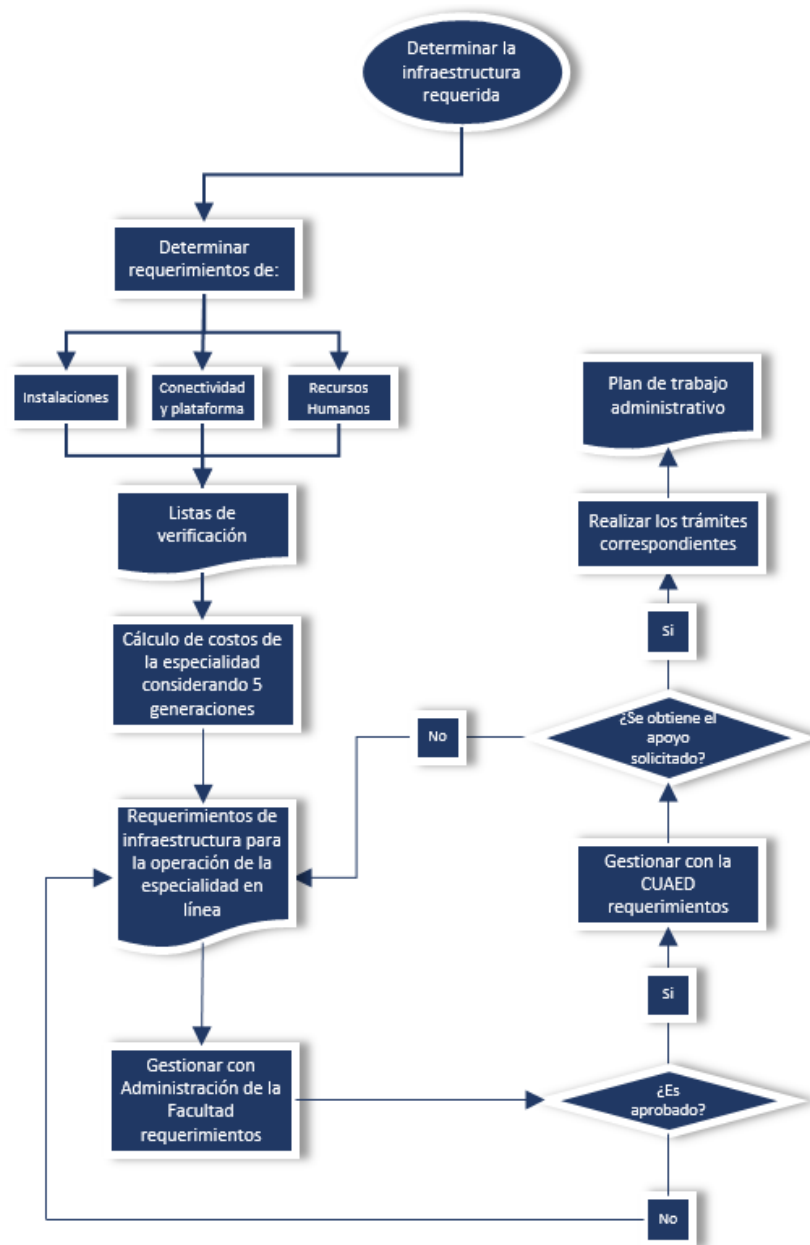 Determinar la
infraestructura
requerida
Determinar
requerimientos de:
Instalaciones
Conectividad
y plataforma
Recursos
Humanos
Listas de
verificación
Cálculo de costos de
la especialidad
considerando 5
generaciones
Requerimientos de
infraestructura para
la operación de la
especialidad en
línea
Gestionar con
Administración de la
Facultad
requerimientos
¿Es
aprobado?
No
Si
Gestionar con la
CUAED
requerimientos
¿Se obtiene el
apoyo
solicitado?
No
Si
Realizar los trámites
correspondientes
Plan de trabajo
administrativo